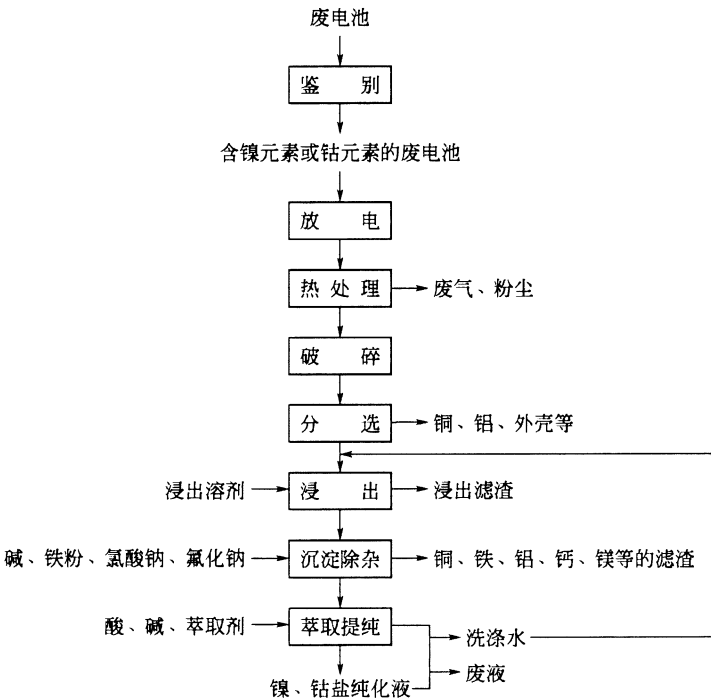 废电池
鉴别
含镍元素或钴元素的废电池
放电
热处理
废气、粉尘
破碎
分选
铜、铝、外壳等
浸出溶剂
浸出
浸出滤渣
碱、铁粉、氯酸钠、氟化钠
沉淀除杂
铜、铁、铝、钙、镁等的滤渣
酸、碱、萃取剂
萃取提纯
洗涤水
废液
镍、钴盐纯化液